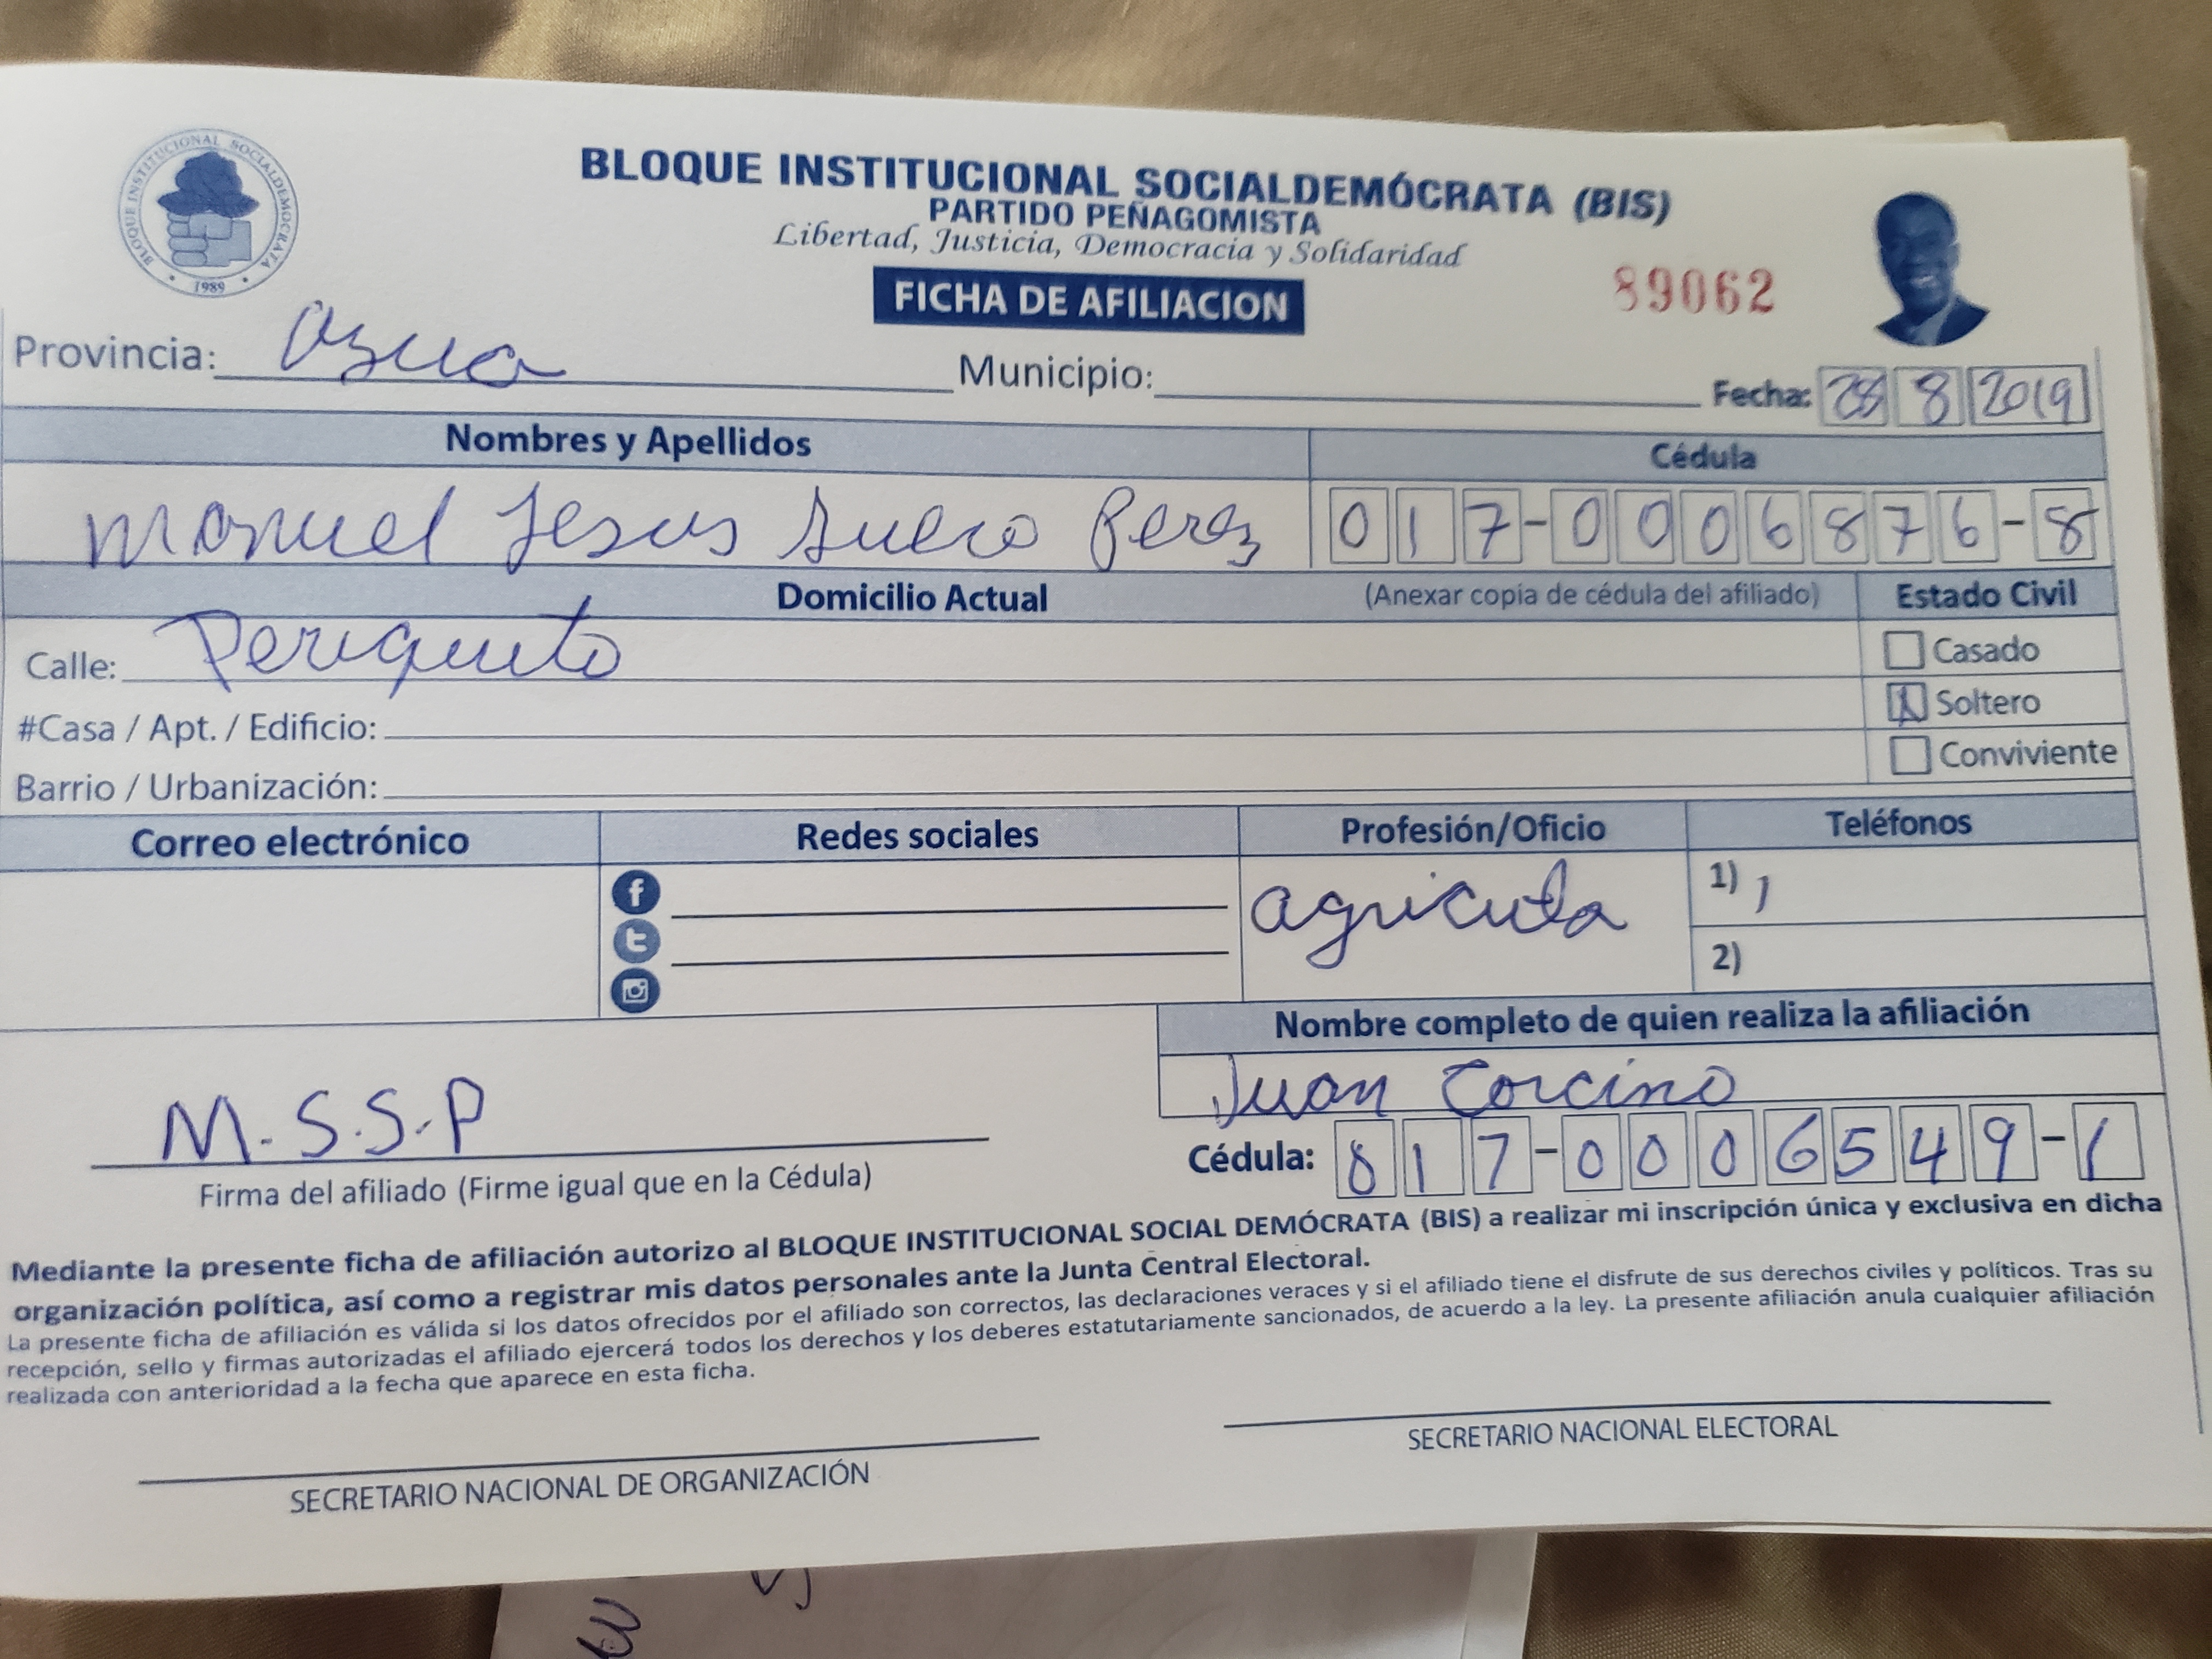 BLOQUE INSTITUCIONAL SOCIALDEMOCRATA
1989
BLOQUE INSTITUCIONAL SOCIALDEMÓCRATA (BIS)
PARTIDO PEÑAGOMISTA
Libertad, Justicia, Democracia y Solidaridad
FICHA DE AFILIACION
89062
Provincia: Azua Municipio: Fecha: 28 8 2019
Nombres y Apellidos Cédula
Manuel Jesus Suero Perez 017-0006876-8
Domicilio Actual (Anexar copia de cédula del afiliado) Estado Civil
Calle: Periquito
Casado
Soltero
#Casa / Apt. / Edificio:
Conviviente
Barrio / Urbanización:
Correo electrónico Redes sociales Profesión/Oficio Teléfonos
agricula 1)
2)
Nombre completo de quien realiza la afiliación
Juan Corcino
M.S.S.P
Cédula: 017-0006549-1
Firma del afiliado (Firme igual que en la Cédula)
Mediante la presente ficha de afiliación autorizo al BLOQUE INSTITUCIONAL SOCIAL DEMÓCRATA (BIS) a realizar mi inscripción única y exclusiva en dicha
organización política, así como a registrar mis datos personales ante la Junta Central Electoral.
La presente ficha de afiliación es válida si los datos ofrecidos por el afiliado son correctos, las declaraciones veraces y si el afiliado tiene el disfrute de sus derechos civiles y políticos. Tras su
recepción, sello y firmas autorizadas el afiliado ejercerá todos los derechos y los deberes estatutariamente sancionados, de acuerdo a la ley. La presente afiliación anula cualquier afiliación
realizada con anterioridad a la fecha que aparece en esta ficha.
SECRETARIO NACIONAL DE ORGANIZACIÓN
SECRETARIO NACIONAL ELECTORAL